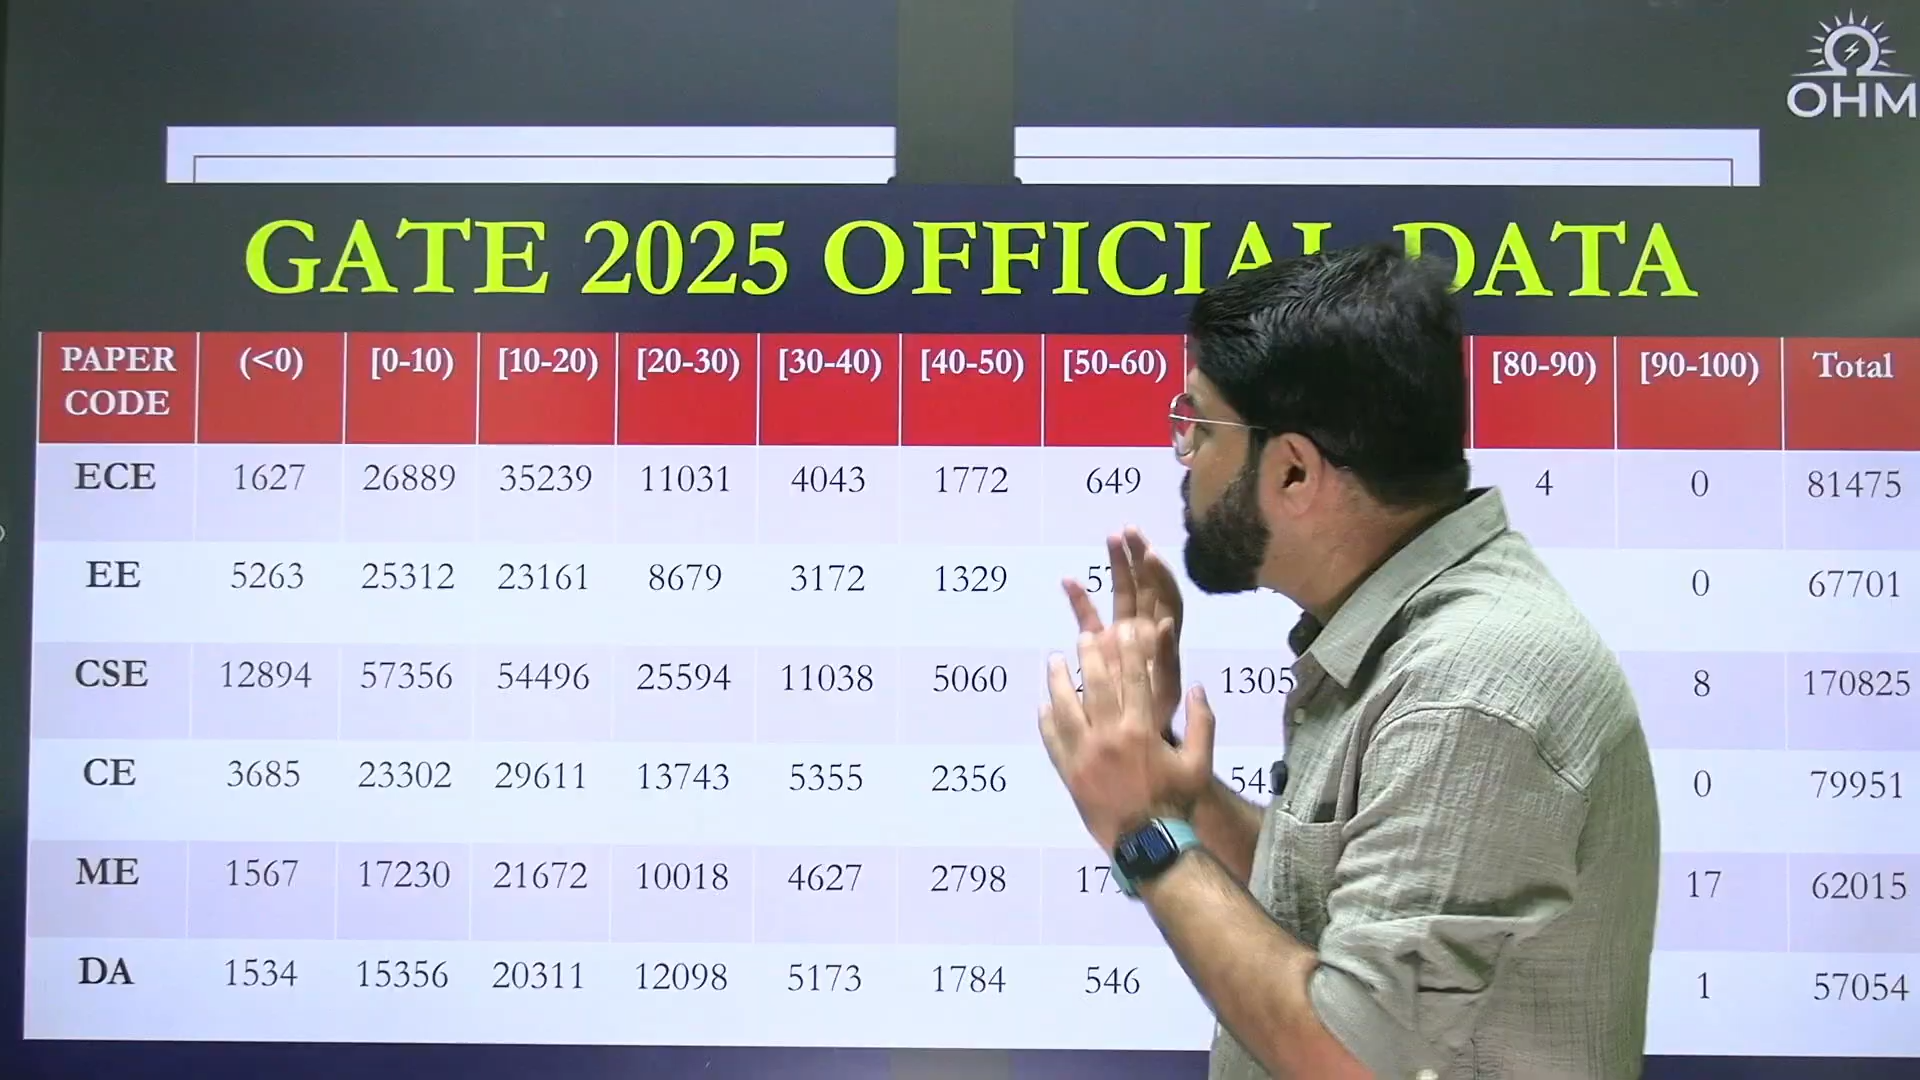 OHM
GATE 2025 OFFICIAL DATA
PAPER CODE (<0) [0-10) [10-20) [20-30) [30-40) [40-50) [50-60) [80-90) [90-100) Total
ECE 1627 26889 35239 11031 4043 1772 649 4 0 81475
EE 5263 25312 23161 8679 3172 1329 0 67701
CSE 12894 57356 54496 25594 11038 5060 1305 8 170825
CE 3685 23302 29611 13743 5355 2356 0 79951
ME 1567 17230 21672 10018 4627 2798 17 62015
DA 1534 15356 20311 12098 5173 1784 546 1 57054